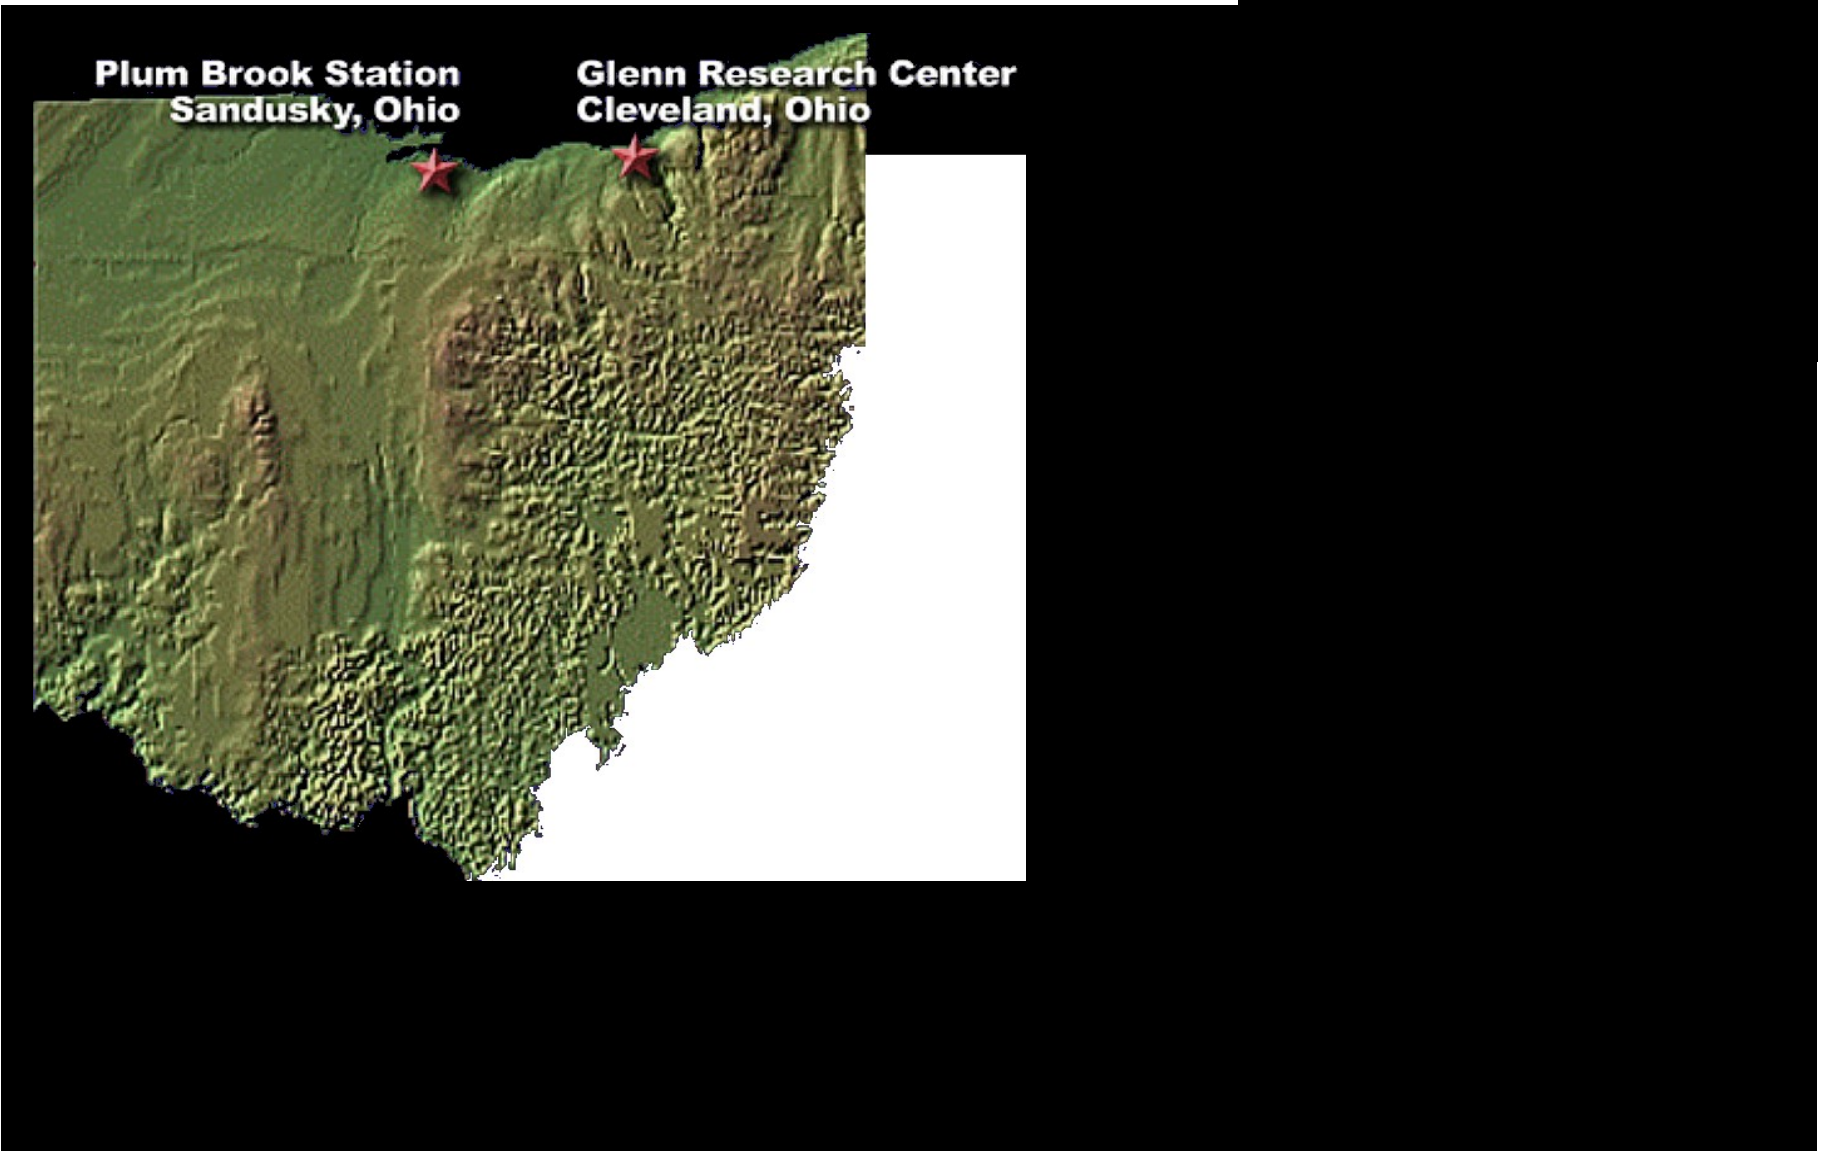 Plum Brook Station
Sandusky, Ohio
Glenn Research Center
Cleveland, Ohio